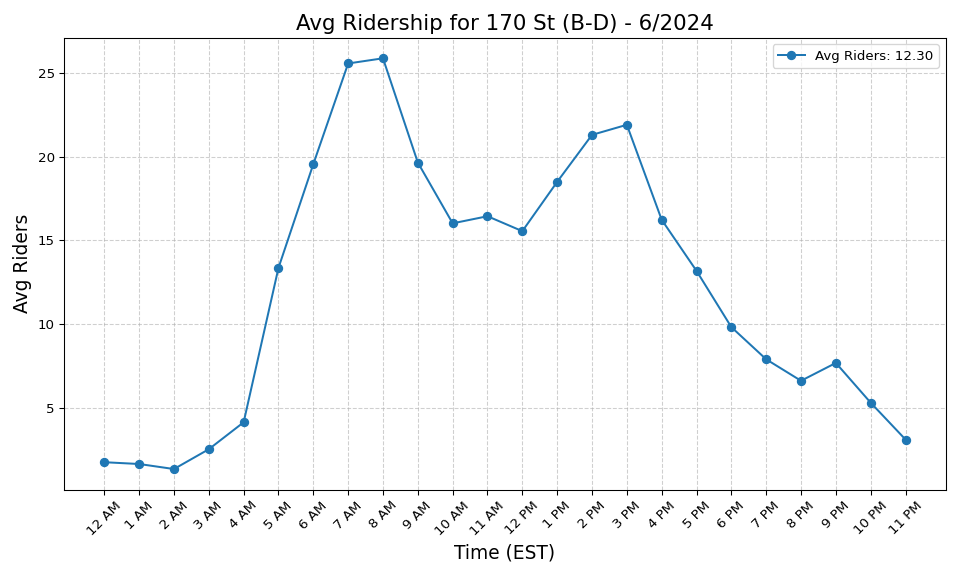 Avg Ridership for 170 St (B-D) - 6/2024
Avg Riders: 12.30
Avg Riders
25
20
15
10
5
12 AM
1 AM
2 AM
3 AM
4 AM
5 AM
6 AM
7 AM
8 AM
9 AM
10 AM
11 AM
12 PM
1 PM
2 PM
3 PM
4 PM
5 PM
6 PM
7 PM
8 PM
9 PM
10 PM
11 PM
Time (EST)